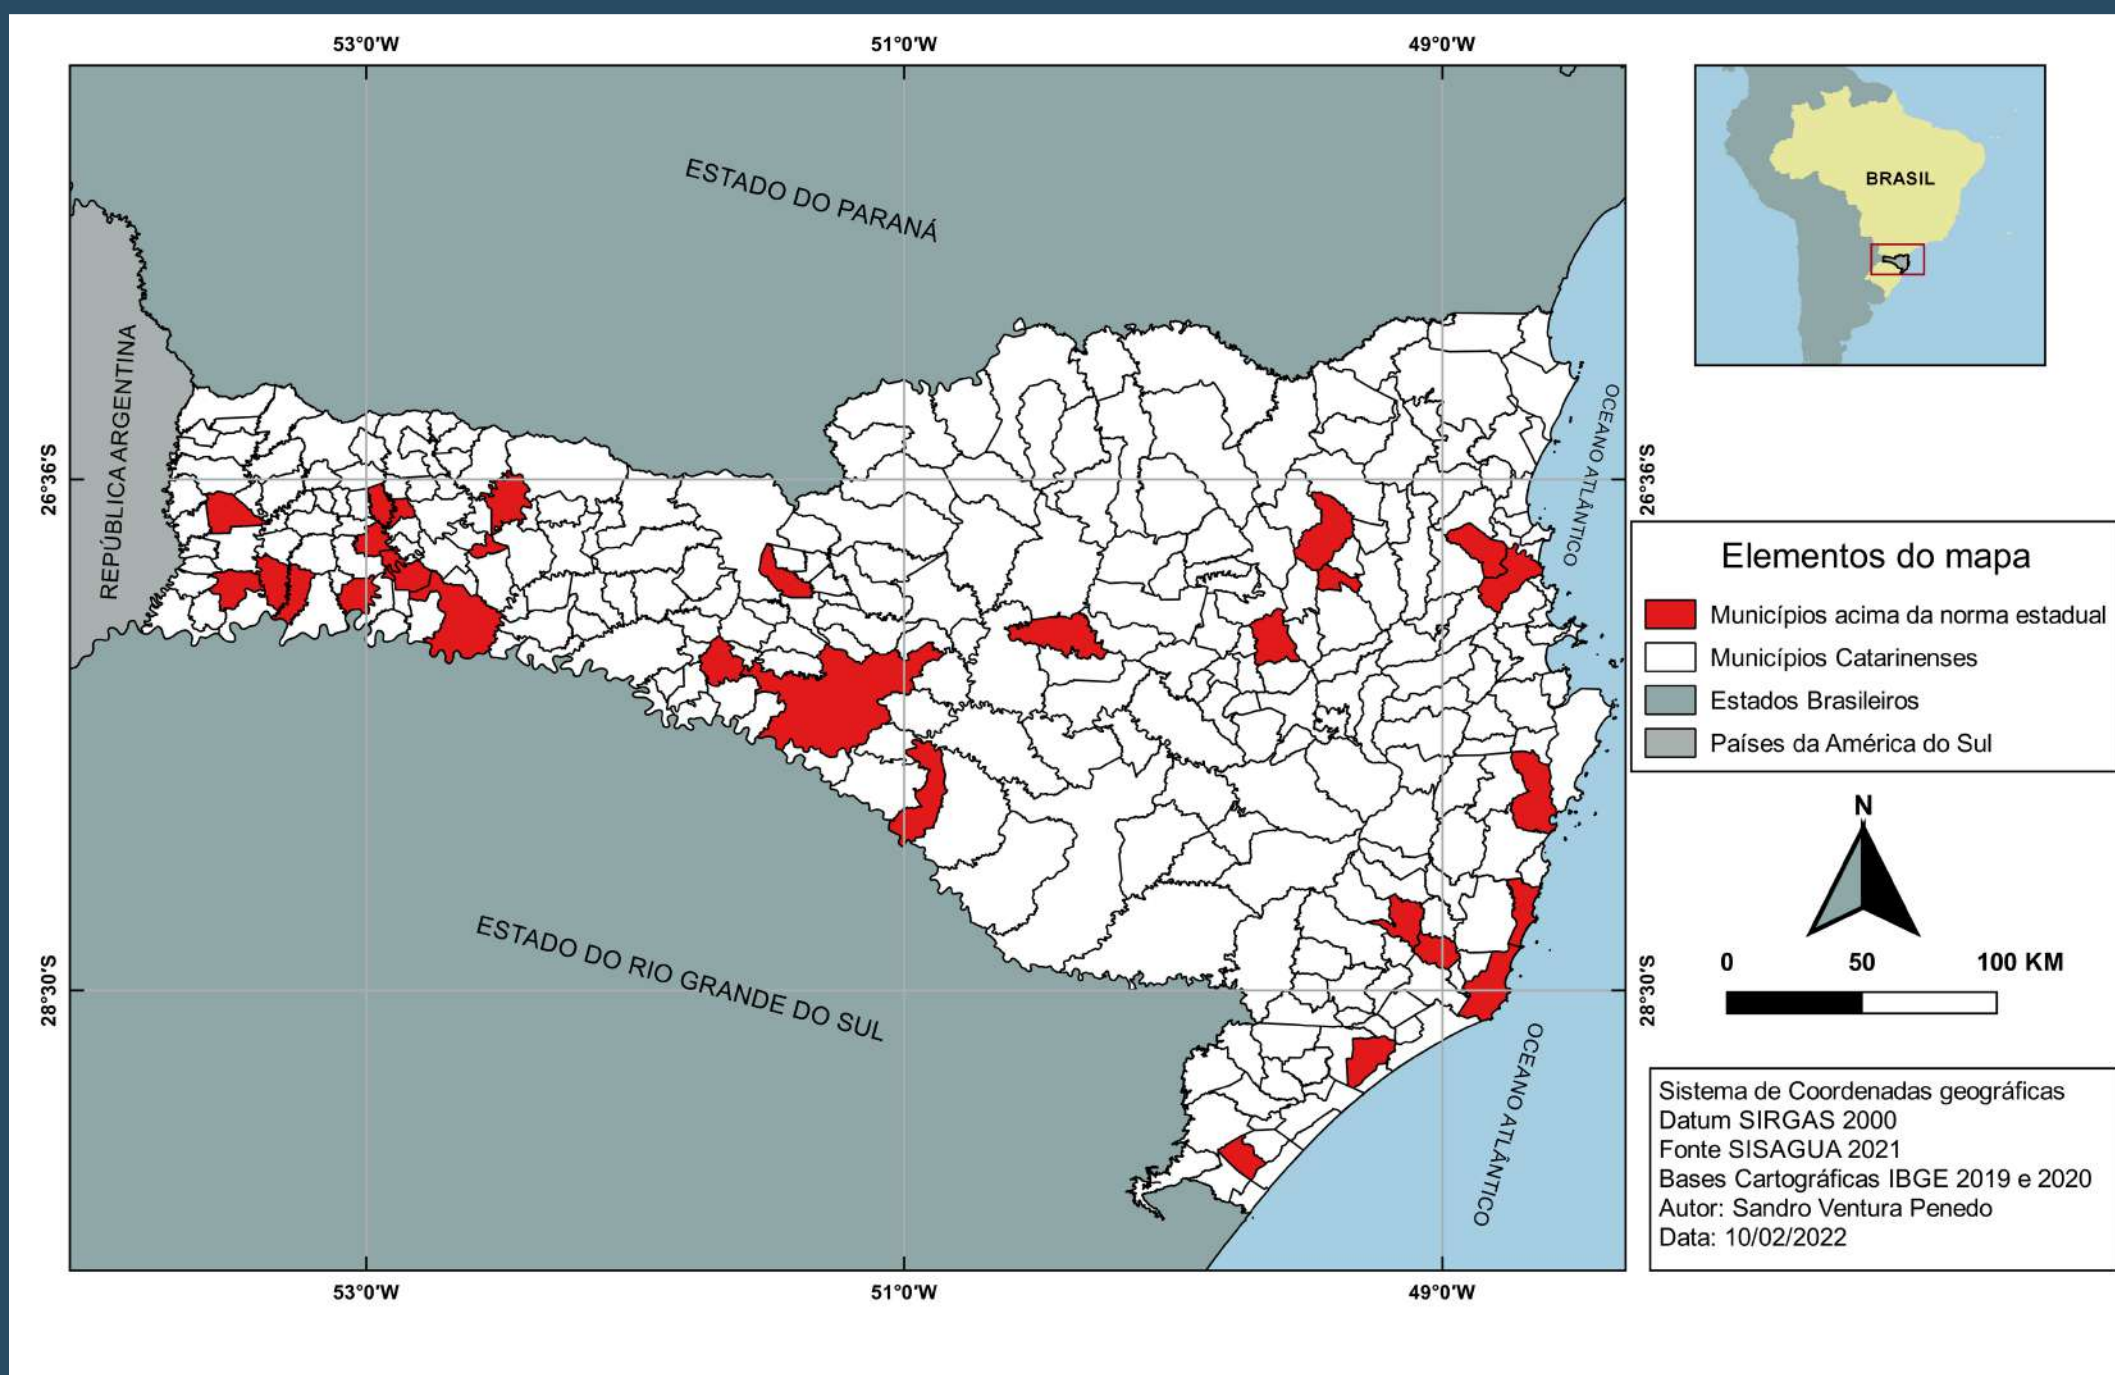 53°0'W
51°0'W
49°0'W
ESTADO DO PARANÁ
REPÚBLICA ARGENTINA
26°36'S
OCEANO ATLÂNTICO
26°36'S
BRASIL
Elementos do mapa
Municípios acima da norma estadual
Municípios Catarinenses
Estados Brasileiros
Países da América do Sul
N
0 50 100 KM
ESTADO DO RIO GRANDE DO SUL
28°30'S
28°30'S
OCEANO ATLÂNTICO
Sistema de Coordenadas geográficas
Datum SIRGAS 2000
Fonte SISAGUA 2021
Bases Cartográficas IBGE 2019 e 2020
Autor: Sandro Ventura Penedo
Data: 10/02/2022
53°0'W
51°0'W
49°0'W